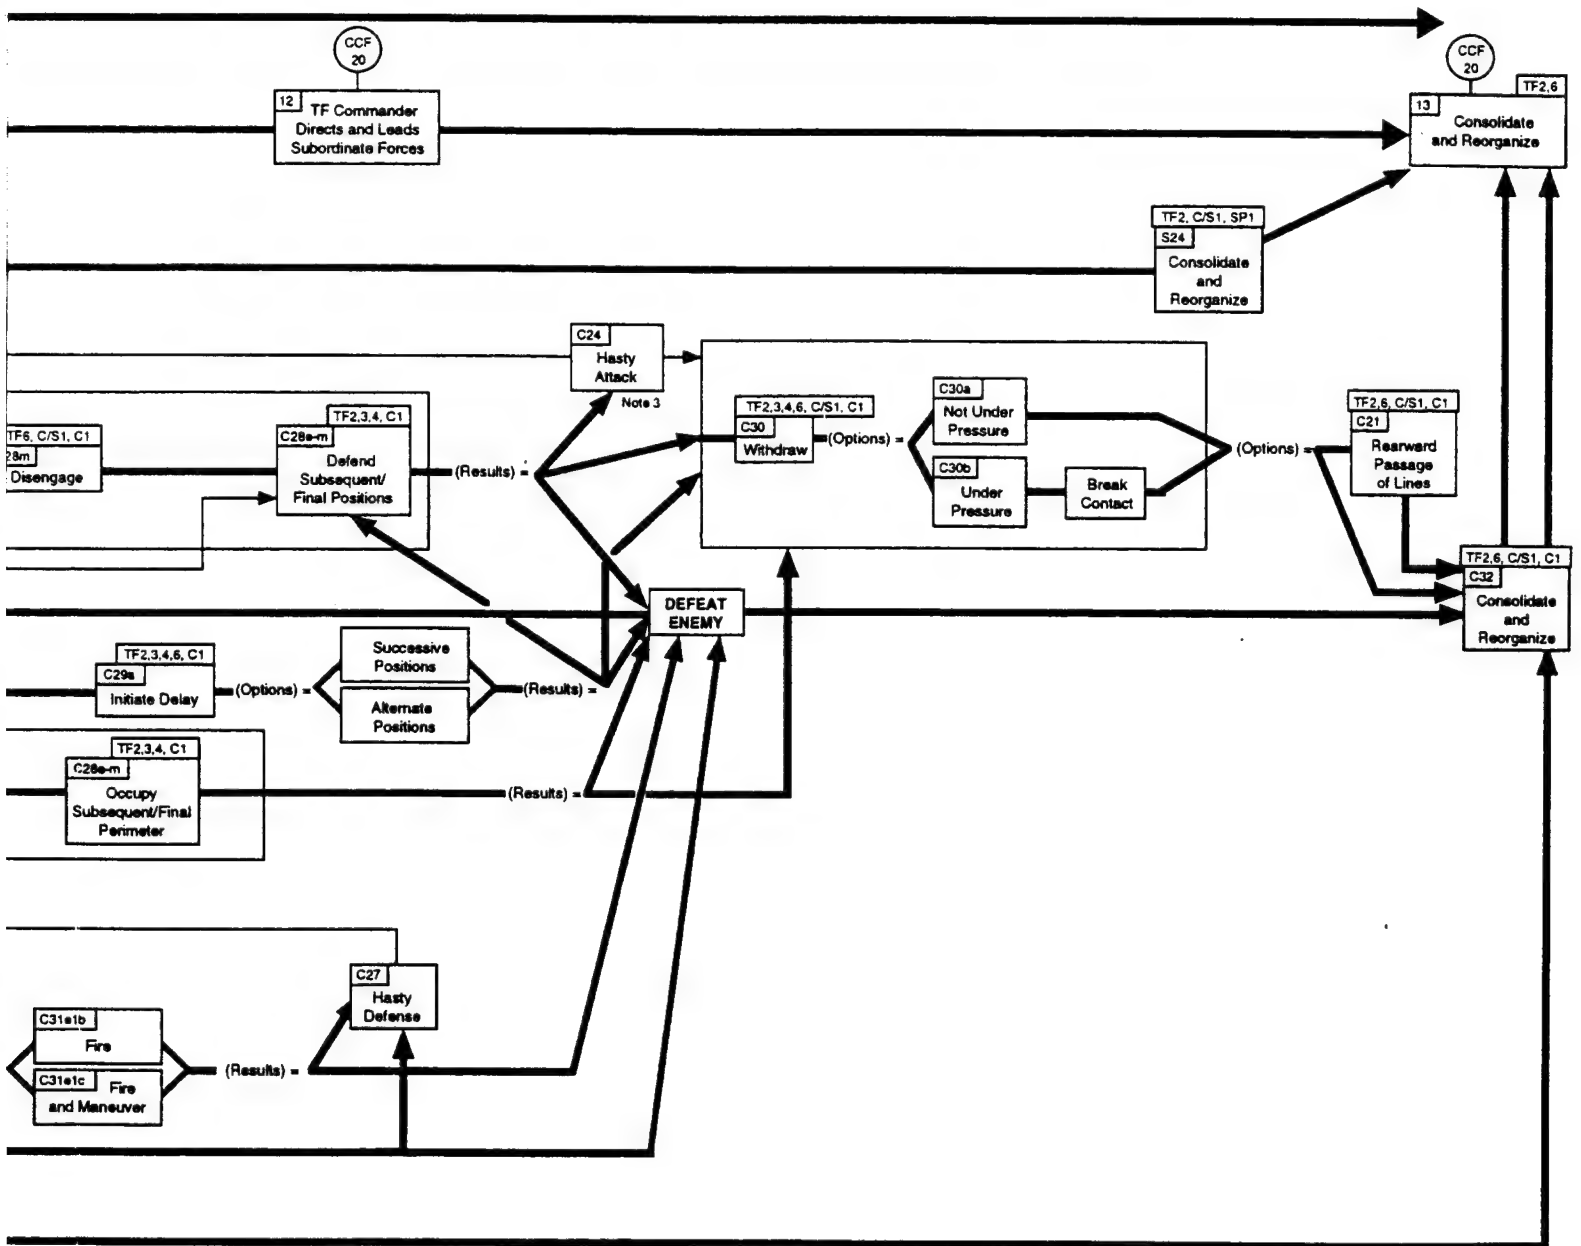 CCF
20
12
TF Commander
Directs and Leads
Subordinate Forces
CCF
20
TF2,6
13
Consolidate
and Reorganize
TF2, C/S1, SP1
S24
Consolidate
and
Reorganize
C24
Hasty
Attack
Note 3
TF6, C/S1, C1
28m
Disengage
TF2,3,4, C1
C28e-m
Defend
Subsequent/
Final Positions
(Results) =
TF2,3,4,6, C/S1, C1
C30
Withdraw
(Options) =
C30a
Not Under
Pressure
C30b
Under
Pressure
Break
Contact
(Options) =
TF2,6, C/S1, C1
C21
Rearward
Passage
of Lines
TF2,6, C/S1, C1
C32
Consolidate
and
Reorganize
DEFEAT
ENEMY
TF2,3,4,6, C1
C29a
Initiate Delay
(Options) =
Successive
Positions
Alternate
Positions
(Results) =
TF2,3,4, C1
C28e-m
Occupy
Subsequent/Final
Perimeter
(Results) =
C27
Hasty
Defense
C31e1b
Fire
C31e1c
Fire
and Maneuver
(Results) =